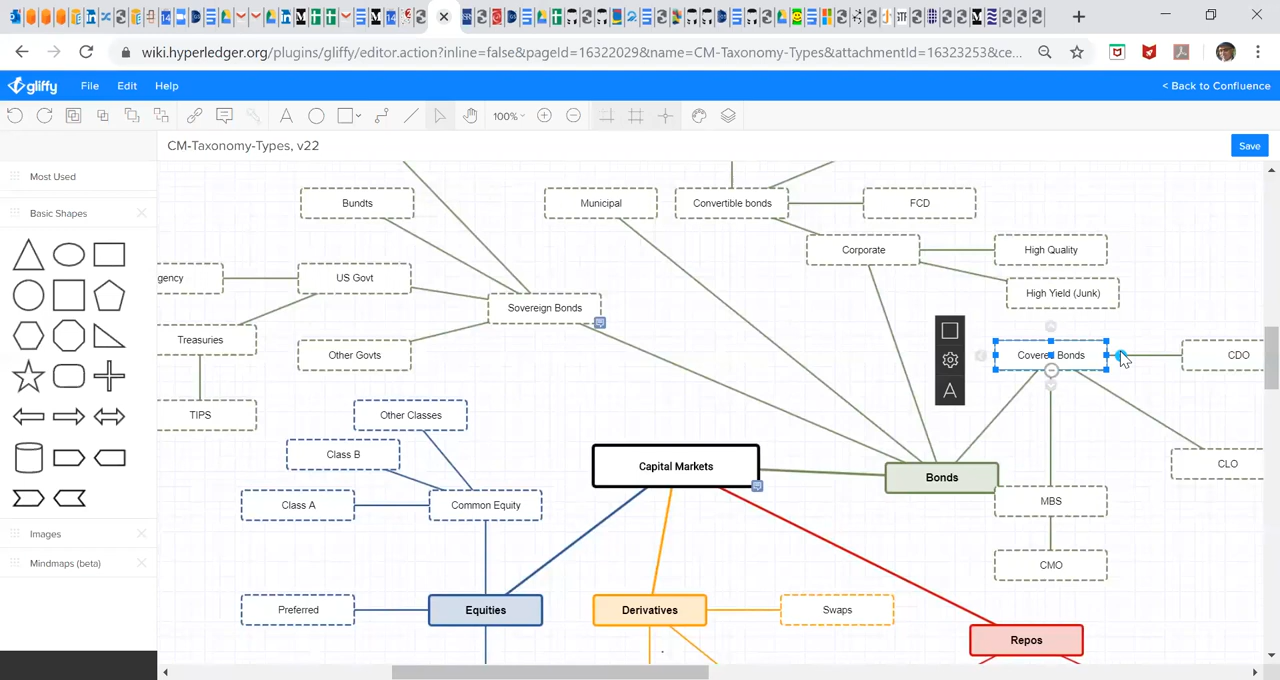 wiki.hyperledger.org/plugins/gliffy/editor.action?inline=false&pageId=16322029&name=CM-Taxonomy-Types&attachmentId=16323253&ce...
gliffy
File
Edit
Help
< Back to Confluence
100%
CM-Taxonomy-Types, v22
Save
Most Used
Basic Shapes
Images
Mindmaps (beta)
Bundts
Municipal
Convertible bonds
FCD
Corporate
High Quality
gency
US Govt
High Yield (Junk)
Sovereign Bonds
Treasuries
Other Govts
Covered Bonds
CDO
TIPS
Other Classes
Class B
Capital Markets
CLO
Bonds
Class A
Common Equity
MBS
CMO
Preferred
Equities
Derivatives
Swaps
Repos